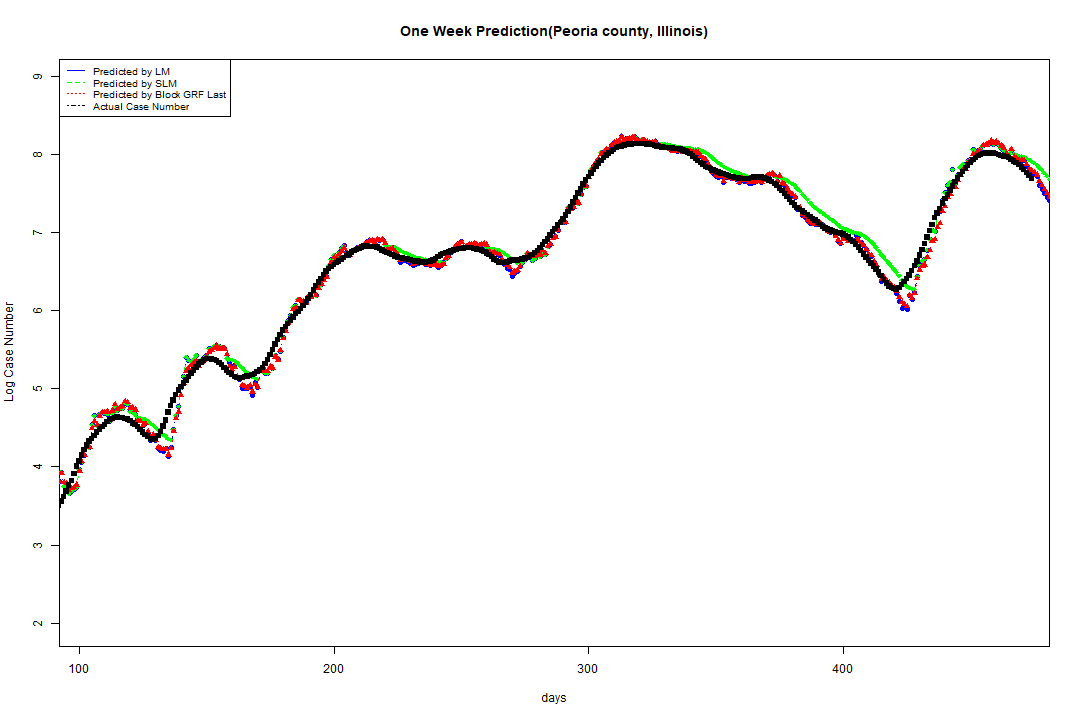 One Week Prediction(Peoria county, Illinois)
Predicted by LM
Predicted by SLM
Predicted by Block GRF Last
Actual Case Number
Log Case Number
9
8
7
6
5
4
3
2
100 200 300 400
days